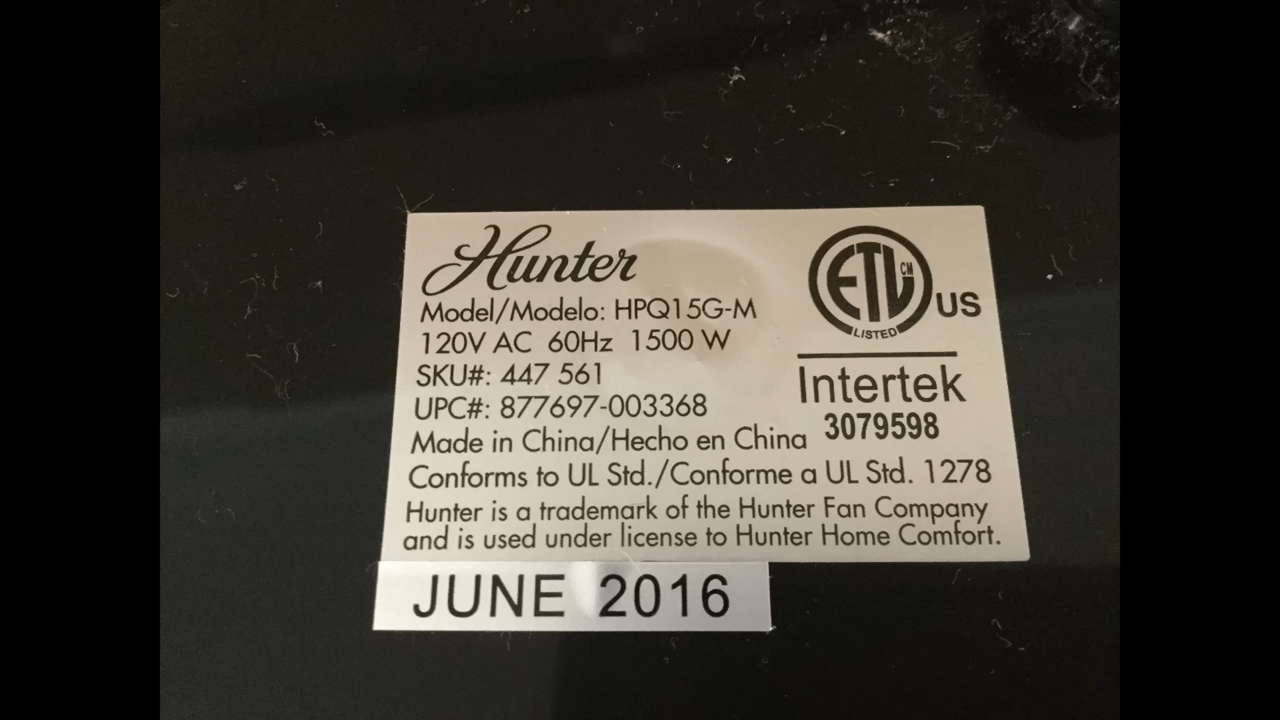 Hunter
Model/Modelo: HPQ15G-M
120V AC 60Hz 1500 W
SKU#: 447 561
UPC#: 877697-003368
Made in China/Hecho en China
Conforms to UL Std./Conforme a UL Std. 1278
Hunter is a trademark of the Hunter Fan Company
and is used under license to Hunter Home Comfort.
ETL CM
LISTED
US
Intertek
3079598
JUNE 2016